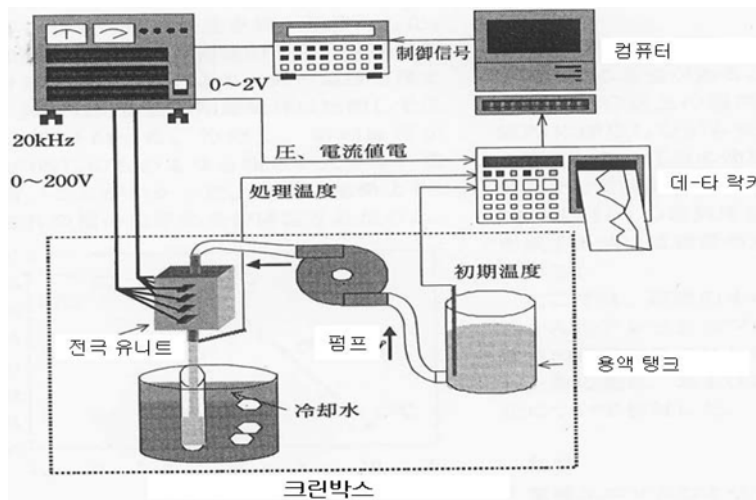 制御信号
컴퓨터
0～2V
20kHz
0～200V
圧、電流値電
処理温度
데-타 락카
初期温度
전극 유니트
펌프
용액 탱크
冷却水
크린박스